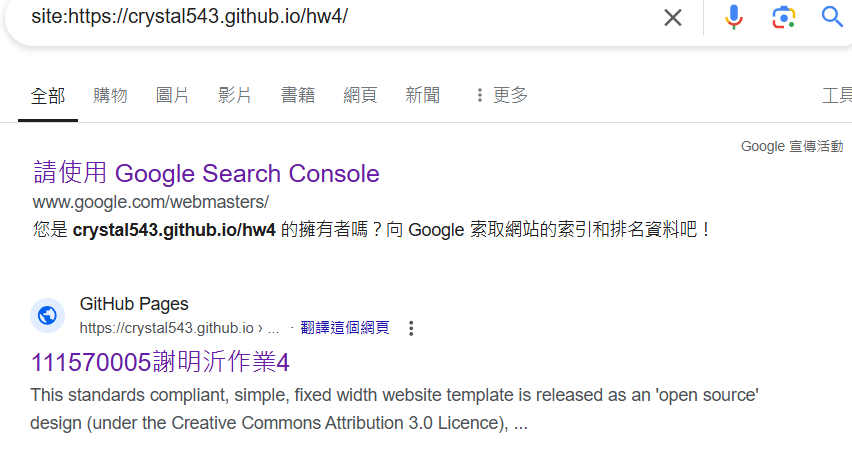 site:https://crystal543.github.io/hw4/
全部 購物 圖片 影片 書籍 網頁 新聞 更多 工具
Google 宣傳活動
請使用 Google Search Console
www.google.com/webmasters/
您是 crystal543.github.io/hw4 的擁有者嗎？向 Google 索取網站的索引和排名資料吧！
GitHub Pages
https://crystal543.github.io › ... · 翻譯這個網頁
111570005謝明沂作業4
This standards compliant, simple, fixed width website template is released as an 'open source'
design (under the Creative Commons Attribution 3.0 Licence), ...